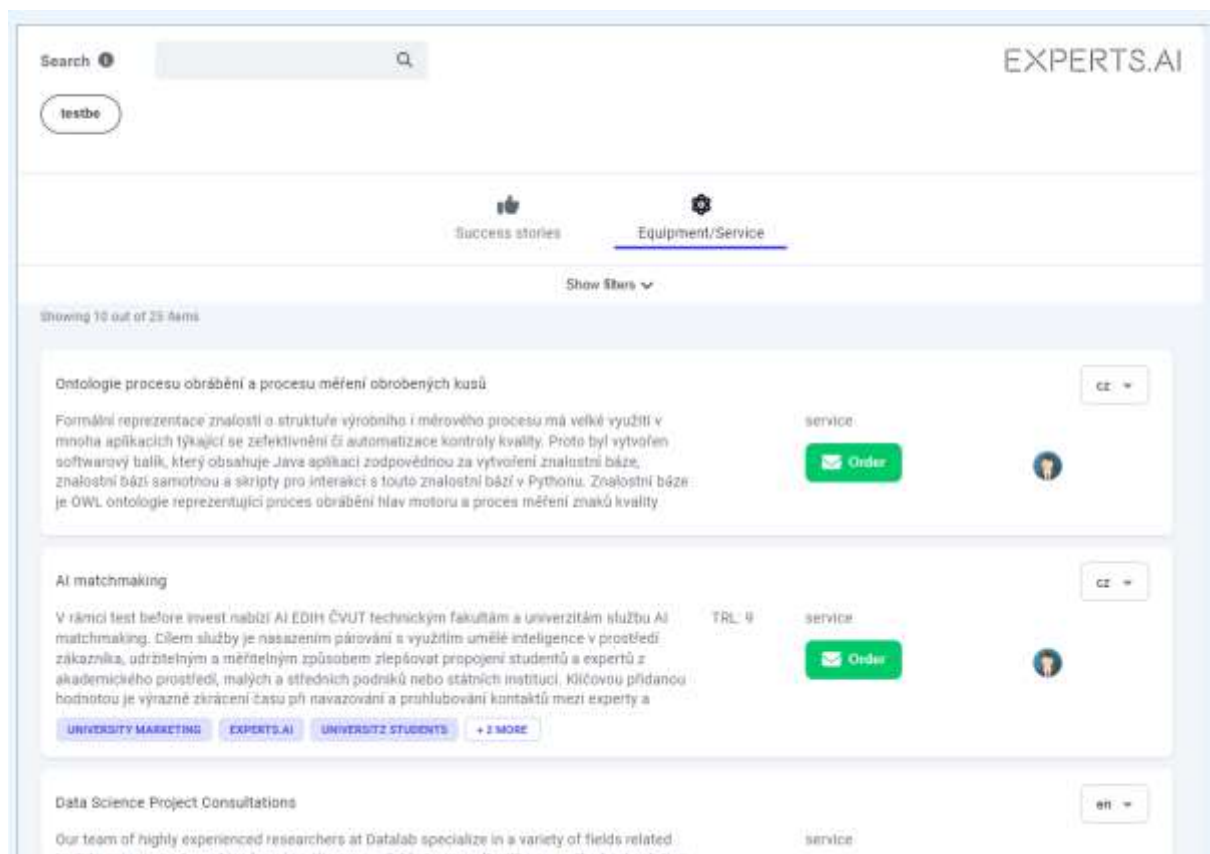 Search
EXPERTS.AI
testbe
Success stories
Equipment/Service
Show filters
Showing 10 out of 25 items
Ontologie procesu obrábění a procesu měření obrobených kusů
cz
Formální reprezentace znalostí o struktuře výrobního i měrového procesu má velké využití v
mnoha aplikacích týkající se zefektivnění či automatizace kontroly kvality. Proto byl vytvořen
softwarový balík, který obsahuje Java aplikaci zodpovědnou za vytvoření znalostní báze,
znalostní bázi samotnou a skripty pro interakci s touto znalostní bází v Pythonu. Znalostní báze
je OWL ontologie reprezentující proces obrábění hlav motoru a proces měření znaků kvality
service
Order
AI matchmaking
cz
V rámci test before invest nabízí AI EDIH ČVUT technickým fakultám a univerzitám službu AI
matchmaking. Cílem služby je nasazením párování s využitím umělé inteligence v prostředí
zákazníka, udržitelným a měřitelným způsobem zlepšovat propojení studentů a expertů z
akademického prostředí, malých a středních podniků nebo státních institucí. Klíčovou přidanou
hodnotou je výrazné zkrácení času při navazování a prohlubování kontaktů mezi experty a
TRL: 9
service
Order
UNIVERSITY MARKETING
EXPERTS.AI
UNIVERSITZ STUDENTS
+ 2 MORE
Data Science Project Consultations
en
Our team of highly experienced researchers at Datalab specialize in a variety of fields related
service